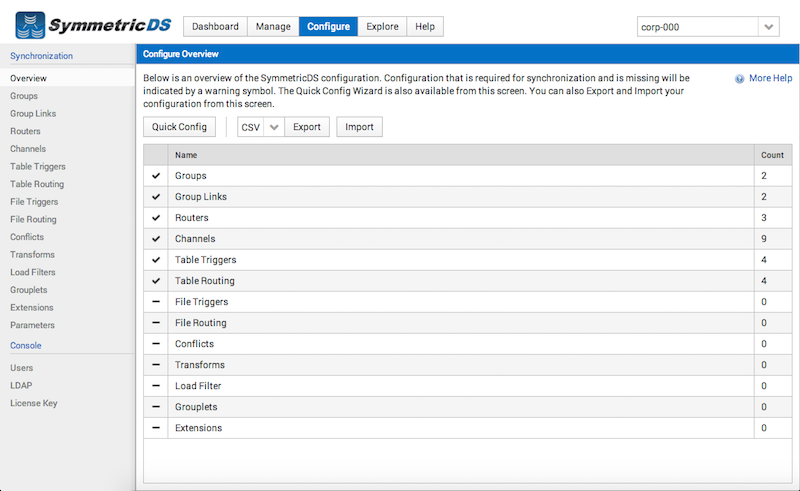 SymmetricDS Dashboard Manage Configure Explore Help corp-000
Synchronization
Overview
Groups
Group Links
Routers
Channels
Table Triggers
Table Routing
File Triggers
File Routing
Conflicts
Transforms
Load Filters
Grouplets
Extensions
Parameters
Console
Users
LDAP
License Key
Configure Overview
Below is an overview of the SymmetricDS configuration. Configuration that is required for synchronization and is missing will be
indicated by a warning symbol. The Quick Config Wizard is also available from this screen. You can also Export and Import your
configuration from this screen.
More Help
Quick Config CSV Export Import
Name Count
Groups 2
Group Links 2
Routers 3
Channels 9
Table Triggers 4
Table Routing 4
File Triggers 0
File Routing 0
Conflicts 0
Transforms 0
Load Filter 0
Grouplets 0
Extensions 0